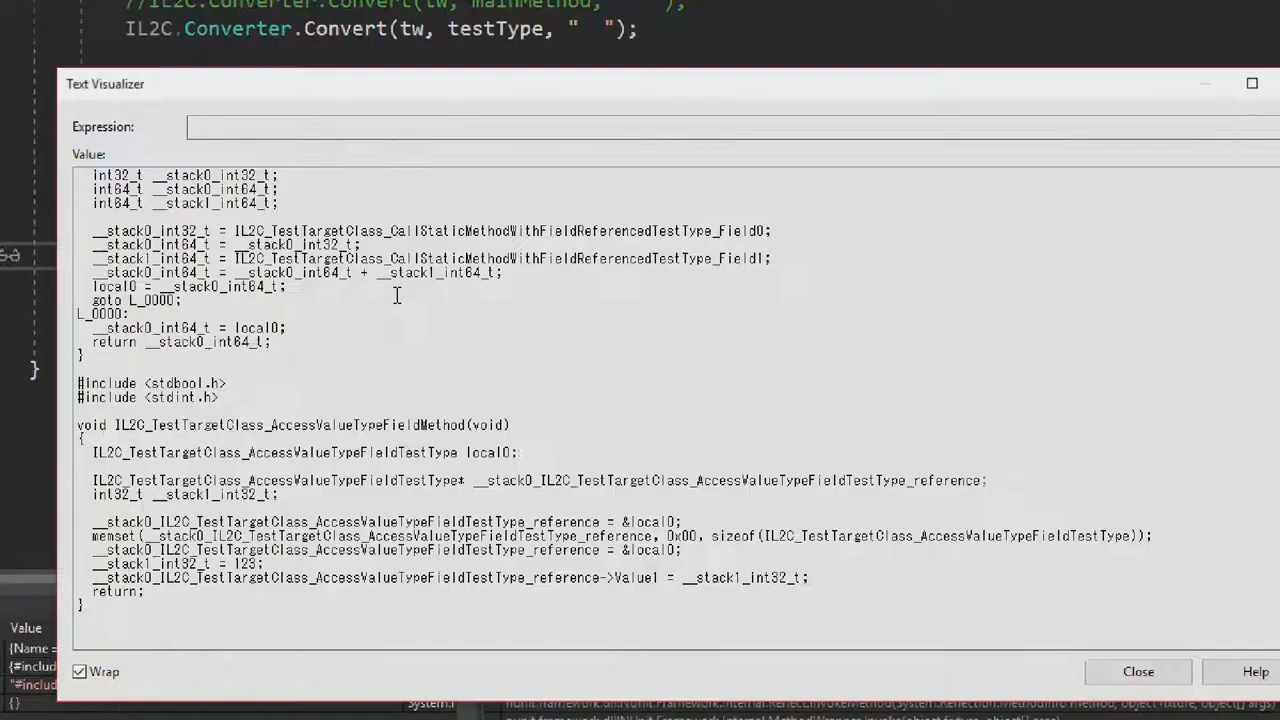 //IL2C.Converter.Convert(tw, mainMethod, "  ");
IL2C.Converter.Convert(tw, testType, "  ");
Text Visualizer
Expression:
Value:
int32_t __stack0_int32_t;
int64_t __stack0_int64_t;
int64_t __stack1_int64_t;
__stack0_int32_t = IL2C_TestTargetClass_CallStaticMethodWithFieldReferencedTestType_Field0;
__stack0_int64_t = __stack0_int32_t;
__stack1_int64_t = IL2C_TestTargetClass_CallStaticMethodWithFieldReferencedTestType_Field1;
__stack0_int64_t = __stack0_int64_t + __stack1_int64_t;
local0 = __stack0_int64_t;
goto L_0000;
L_0000:
__stack0_int64_t = local0;
return __stack0_int64_t;
}
}
#include <stdbool.h>
#include <stdint.h>
void IL2C_TestTargetClass_AccessValueTypeFieldMethod(void)
{
IL2C_TestTargetClass_AccessValueTypeFieldTestType local0;
IL2C_TestTargetClass_AccessValueTypeFieldTestType* __stack0_IL2C_TestTargetClass_AccessValueTypeFieldTestType_reference;
int32_t __stack1_int32_t;
__stack0_IL2C_TestTargetClass_AccessValueTypeFieldTestType_reference = &local0;
memset(__stack0_IL2C_TestTargetClass_AccessValueTypeFieldTestType_reference, 0x00, sizeof(IL2C_TestTargetClass_AccessValueTypeFieldTestType));
__stack0_IL2C_TestTargetClass_AccessValueTypeFieldTestType_reference = &local0;
__stack1_int32_t = 123;
__stack0_IL2C_TestTargetClass_AccessValueTypeFieldTestType_reference->Value1 = __stack1_int32_t;
return;
}
Value
{Name =
{#includ
"#includ
{}
Wrap
Close
Help